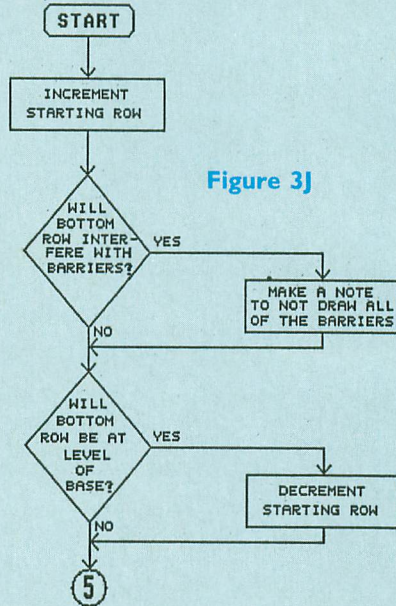 START
INCREMENT
STARTING ROW
Figure 3J
WILL
BOTTOM
ROW INTER-
FERE WITH
BARRIERS?
YES
MAKE A NOTE
TO NOT DRAW ALL
OF THE BARRIERS
NO
WILL
BOTTOM
ROW BE AT
LEVEL
OF
BASE?
YES
DECREMENT
STARTING ROW
NO
5